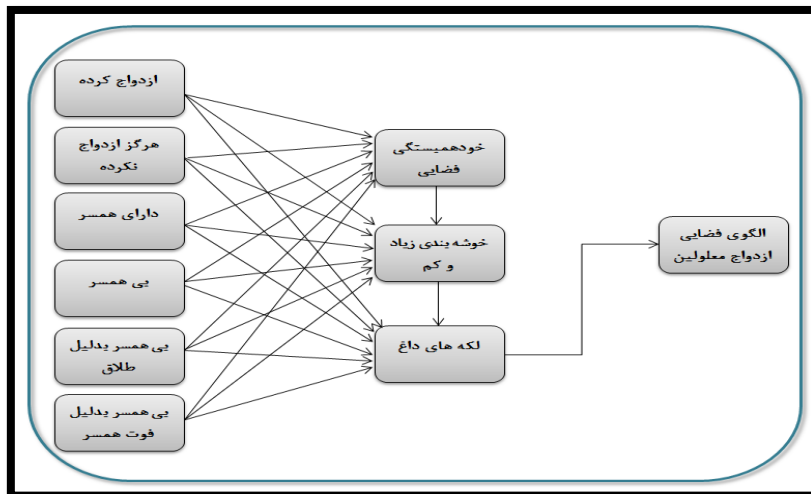 ازدواج کرده
هرگز ازدواج
نکرده
دارای همسر
بی همسر
بی همسر بدلیل
طلاق
بی همسر بدلیل
فوت همسر
خودهمبستگی
فضایی
خوشه بندی زیاد
و کم
لکه های داغ
الگوی فضایی
ازدواج معلولین